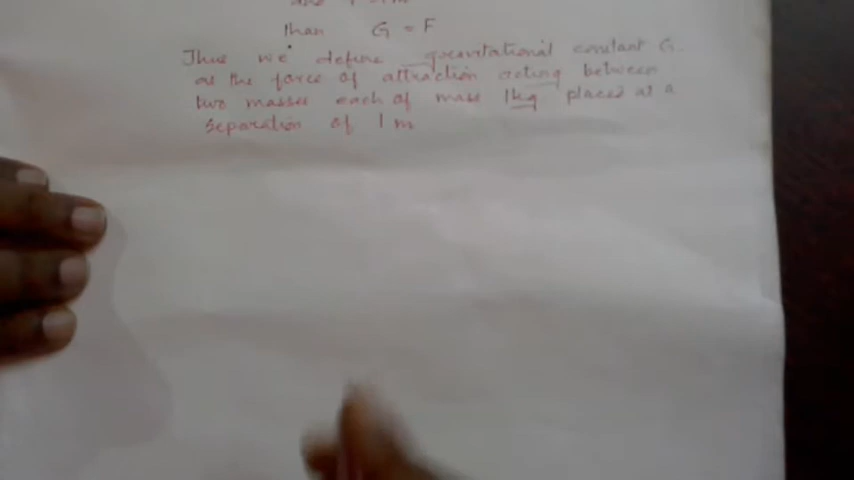 than G = F
Thus we define gravitational constant G
as the force of attraction acting between
two masses each of mass 1kg placed at a
separation of 1 m